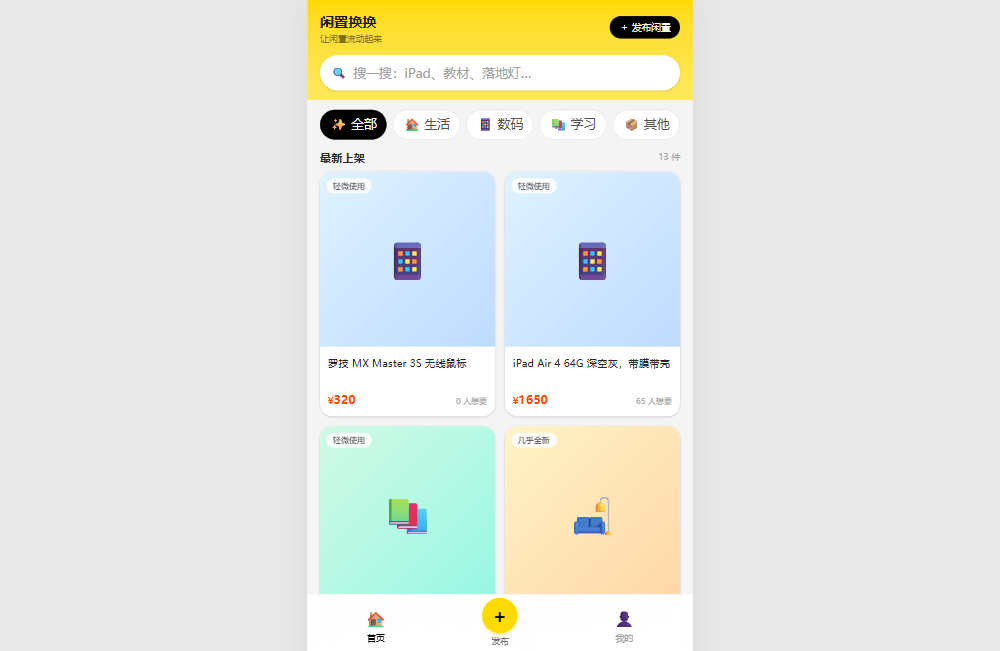 闲置换换
让闲置流动起来
+ 发布闲置
搜一搜：iPad、教材、落地灯...
全部 生活 数码 学习 其他
最新上架
13 件
轻微使用
轻微使用
罗技 MX Master 3S 无线鼠标
iPad Air 4 64G 深空灰，带膜带壳
¥320
0 人想要
¥1650
65 人想要
轻微使用
几乎全新
首页
+
发布
我的